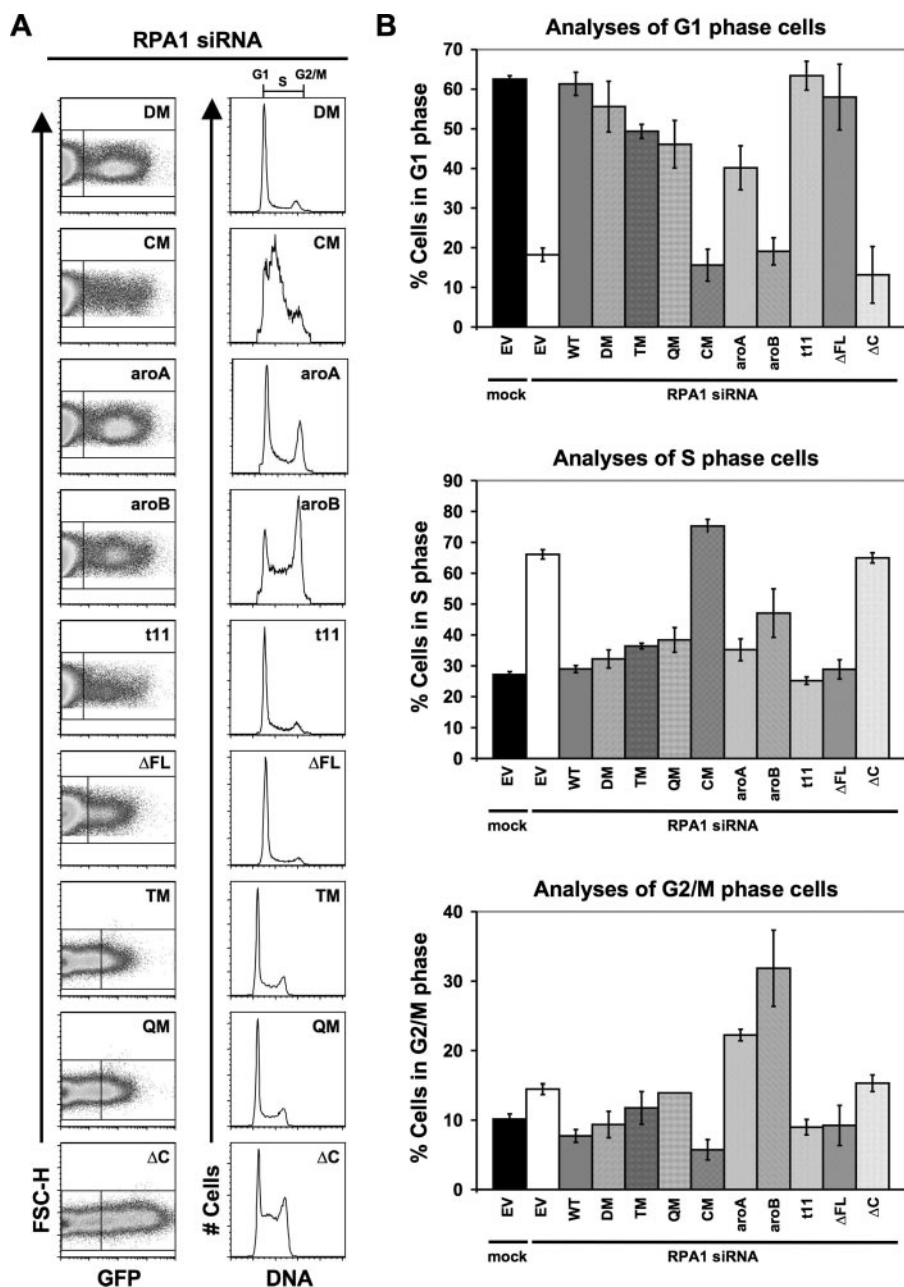 A
RPA1 siRNA
G1 S G2/M
DM
DM
CM
CM
aroA
aroA
aroB
aroB
t11
t11
ΔFL
ΔFL
TM
TM
QM
QM
ΔC
ΔC
FSC-H
# Cells
GFP
DNA
B
Analyses of G1 phase cells
% Cells in G1 phase
70
60
50
40
30
20
10
0
EV EV WT DM TM QM CM aroA aroB t11 ΔFL ΔC
mock RPA1 siRNA
Analyses of S phase cells
% Cells in S phase
90
80
70
60
50
40
30
20
10
0
EV EV WT DM TM QM CM aroA aroB t11 ΔFL ΔC
mock RPA1 siRNA
Analyses of G2/M phase cells
% Cells in G2/M phase
40
30
20
10
0
EV EV WT DM TM QM CM aroA aroB t11 ΔFL ΔC
mock RPA1 siRNA